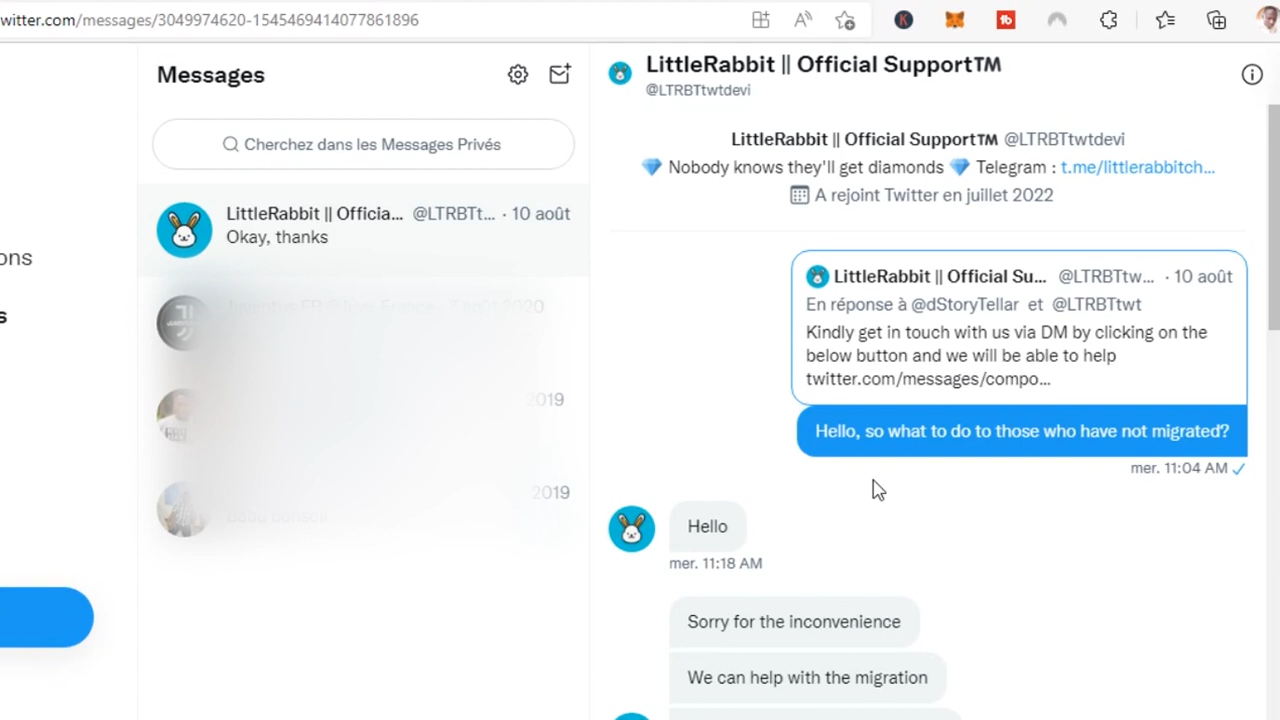 witter.com/messages/3049974620-1545469414077861896
Messages
Cherchez dans les Messages Privés
LittleRabbit || Officia... @LTRBTt... · 10 août
Okay, thanks
2020
2019
2019
ons
s
LittleRabbit || Official Support™
@LTRBTtwtdevi
LittleRabbit || Official Support™ @LTRBTtwtdevi
💎 Nobody knows they'll get diamonds 💎 Telegram : t.me/littlerabbitch...
A rejoint Twitter en juillet 2022
LittleRabbit || Official Su... @LTRBTtw... · 10 août
En réponse à @dStoryTellar et @LTRBTtwt
Kindly get in touch with us via DM by clicking on the
below button and we will be able to help
twitter.com/messages/compo...
Hello, so what to do to those who have not migrated?
mer. 11:04 AM
Hello
mer. 11:18 AM
Sorry for the inconvenience
We can help with the migration